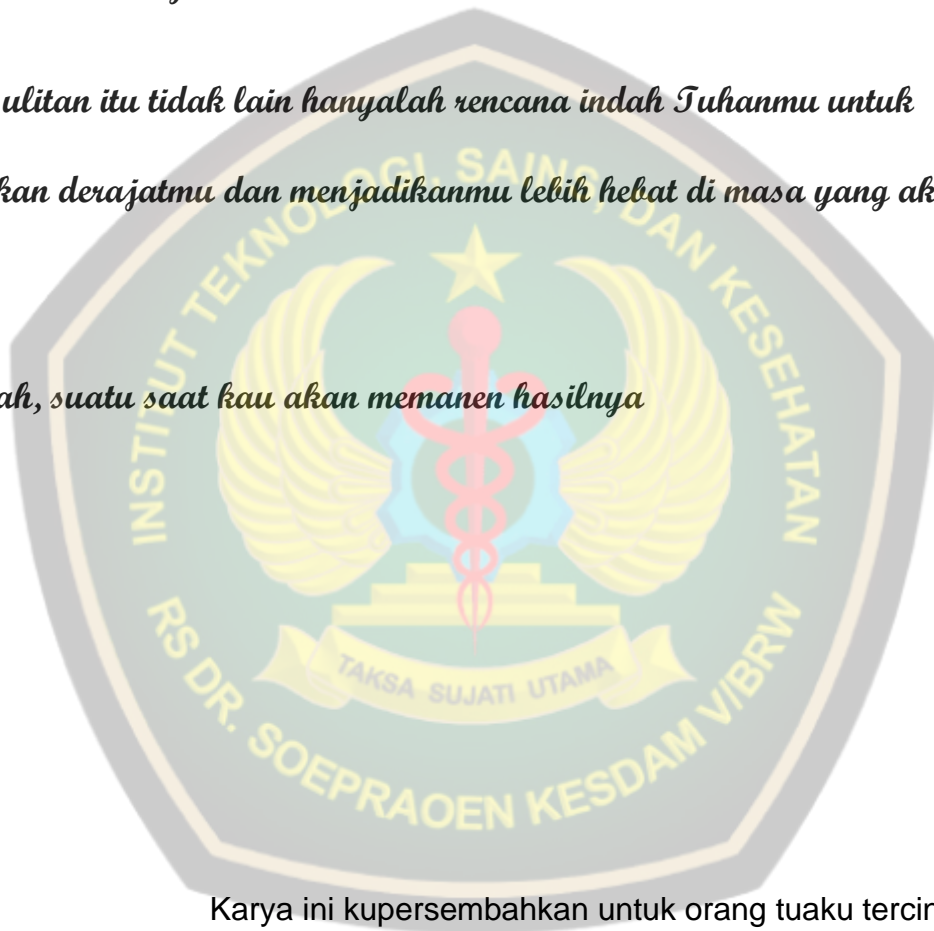 ulitan itu tidak lain hanyalah rencana indah Tuhanmu untuk
kan derajatmu dan menjadikanmu lebih hebat di masa yang ak
ah, suatu saat kau akan memanen hasilnya
INSTITUT TEKNOLOGI, SAINS, DAN KESEHATAN
TAKSA SUJATI UTAMA
RS DR. SOEPRAOEN KESDAM V/BRW
Karya ini kupersembahkan untuk orang tuaku tercin